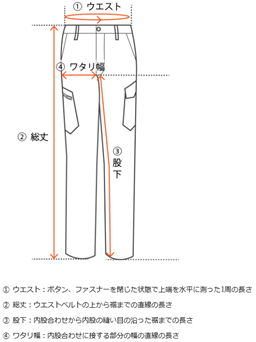 ① ウエスト
④ ワタリ幅
② 総丈
③
股
下
① ウエスト：ボタン、ファスナーを閉じた状態で上端を水平に測った1周の長さ
② 総丈：ウエストベルトの上から裾までの直線の長さ
③ 股下：内股合わせから内股の縫い目の沿った裾までの長さ
④ ワタリ幅：内股合わせに接する部分の幅の直線の長さ